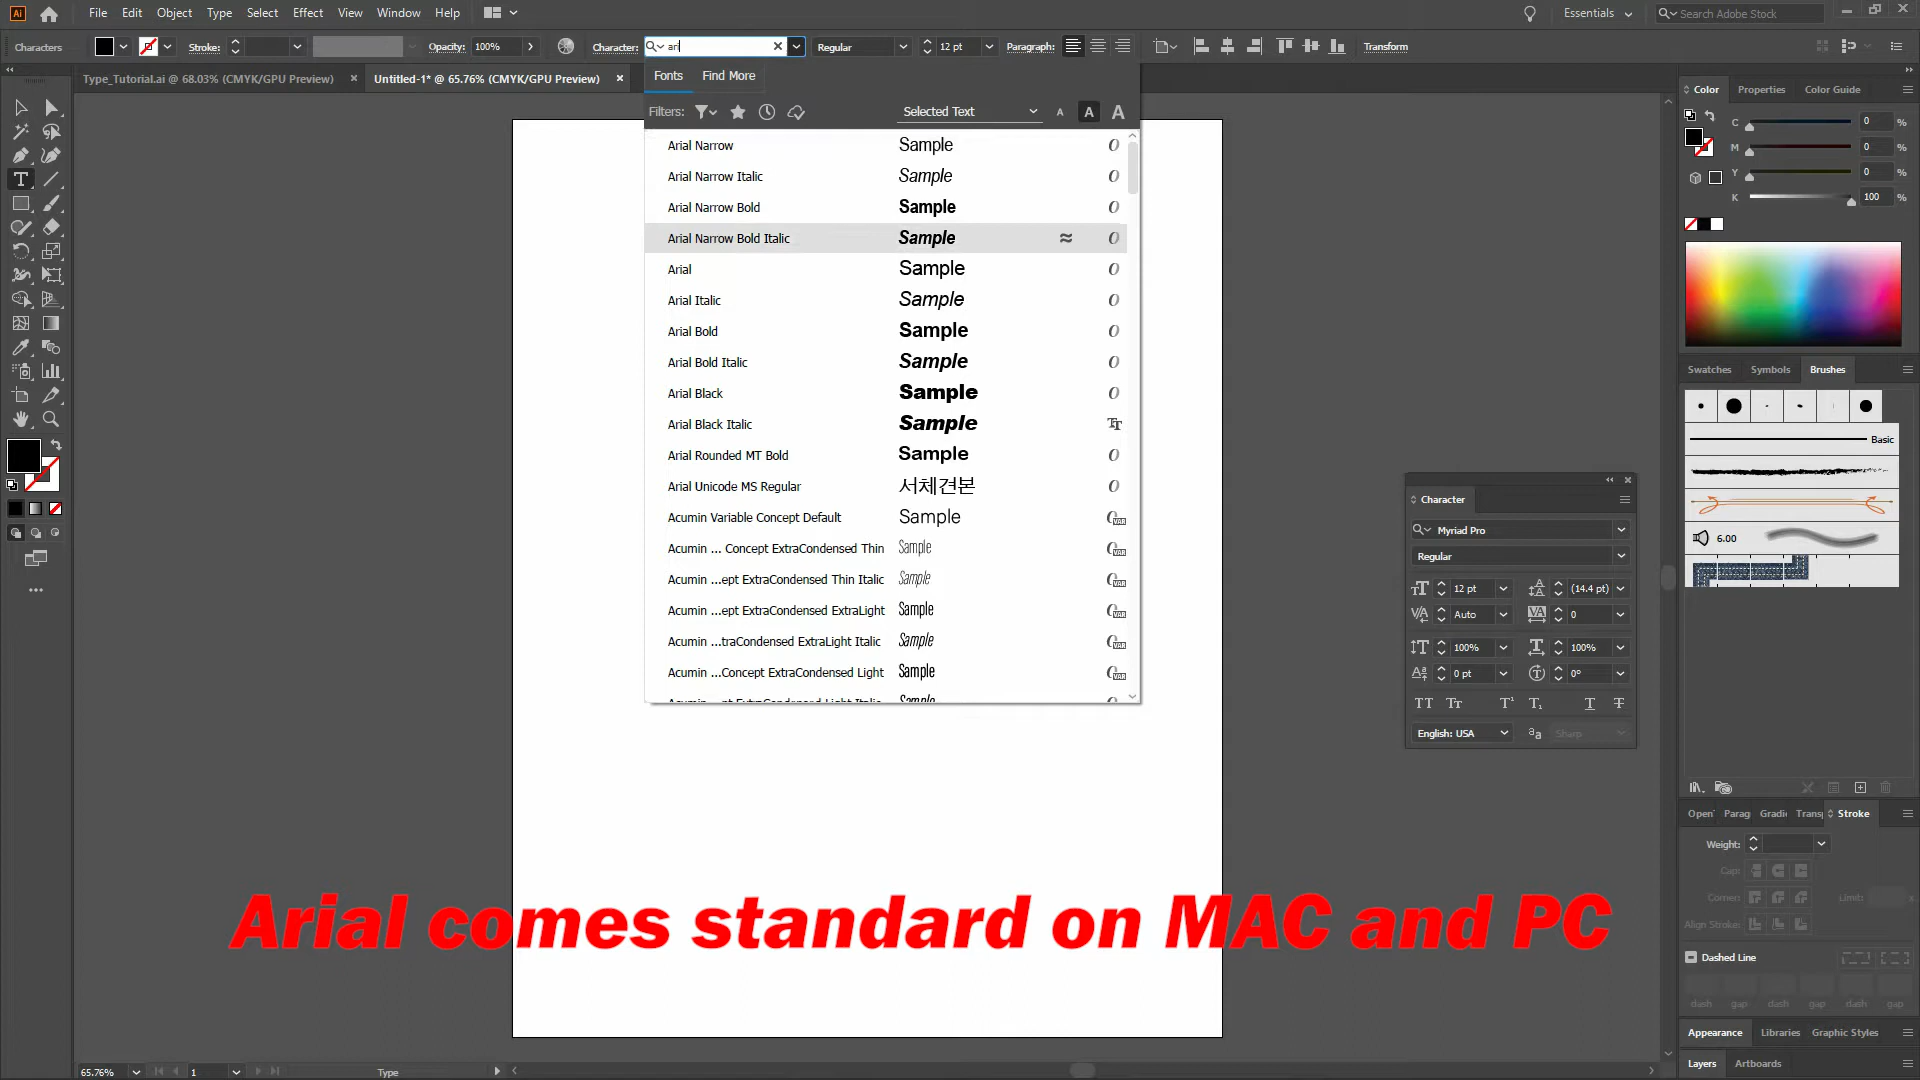 File Edit Object Type Select Effect View Window Help
Essentials
Search Adobe Stock
Characters
Stroke:
Opacity: 100%
Character: ari
Regular
12 pt
Paragraph:
Transform
Type_Tutorial.ai @ 68.03% (CMYK/GPU Preview)
Untitled-1* @ 65.76% (CMYK/GPU Preview)
Fonts Find More
Filters:
Selected Text
Arial Narrow Sample
Arial Narrow Italic Sample
Arial Narrow Bold Sample
Arial Narrow Bold Italic Sample
Arial Sample
Arial Italic Sample
Arial Bold Sample
Arial Bold Italic Sample
Arial Black Sample
Arial Black Italic Sample
Arial Rounded MT Bold Sample
Arial Unicode MS Regular 서체견본
Acumin Variable Concept Default Sample
Acumin ... Concept ExtraCondensed Thin Sample
Acumin ...ept ExtraCondensed Thin Italic Sample
Acumin ...ept ExtraCondensed ExtraLight Sample
Acumin ...traCondensed ExtraLight Italic Sample
Acumin ...Concept ExtraCondensed Light Sample
Color Properties Color Guide
C 0 %
M 0 %
Y 0 %
K 100 %
Swatches Symbols Brushes
Basic
6.00
Character
Myriad Pro
Regular
12 pt (14.4 pt)
Auto 0
100% 100%
0 pt 0°
English: USA
Sharp
Open Parag Gradi Transp Stroke
Weight:
Cap:
Corner: Limit: x
Align Stroke:
Dashed Line
dash gap dash gap dash gap
Appearance Libraries Graphic Styles
Layers Artboards
Arial comes standard on MAC and PC
65.76% 1 Type